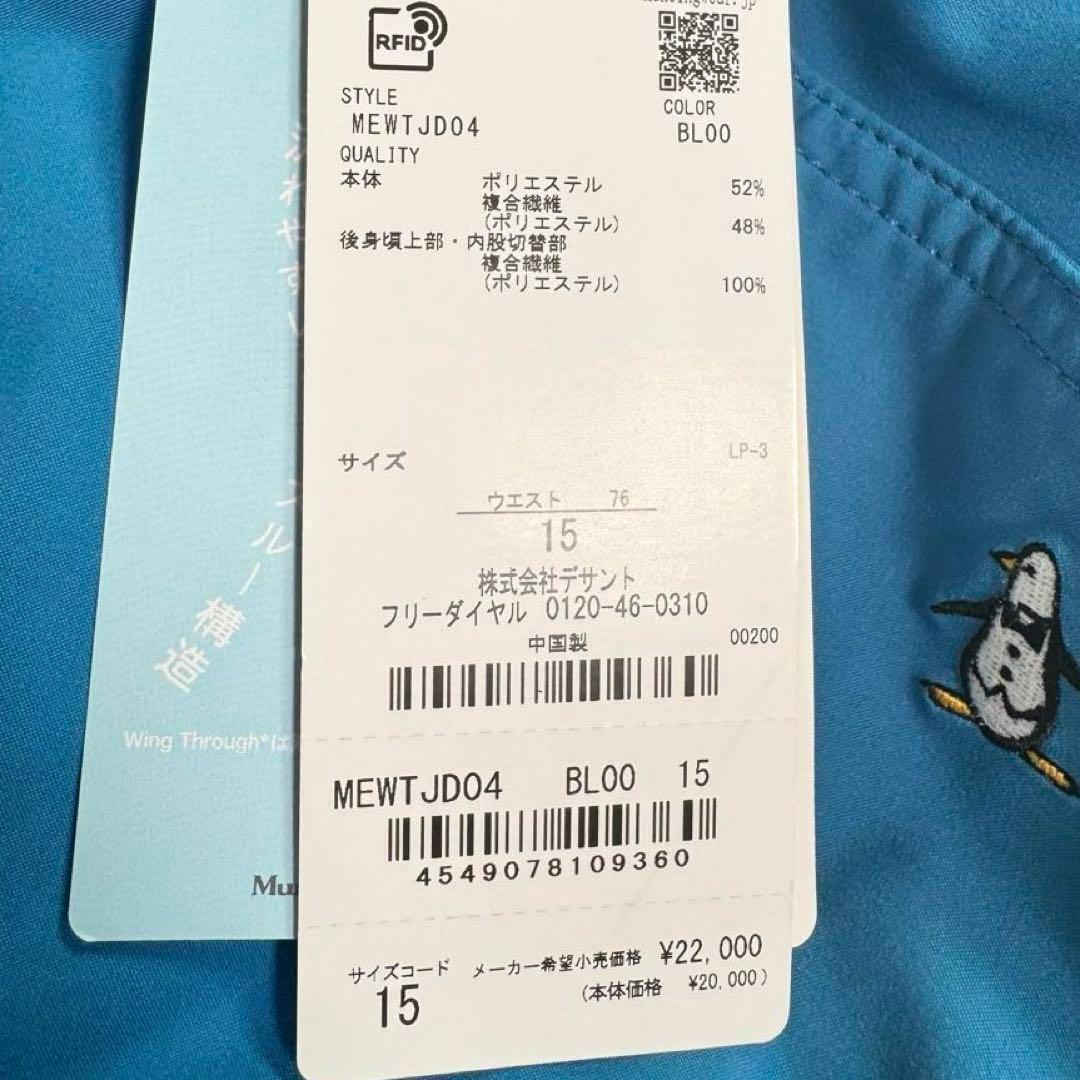 RFID
STYLE
MEWTJD04
COLOR
BL00
QUALITY
本体 ポリエステル 52%
複合繊維
(ポリエステル) 48%
後身頃上部・内股切替部
複合繊維
(ポリエステル) 100%
サイズ
LP-3
ウエスト 76
15
株式会社デサント
フリーダイヤル 0120-46-0310
中国製 00200
MEWTJD04 BL00 15
4549078109360
サイズコード メーカー希望小売価格 ¥22,000
15 (本体価格 ¥20,000)
構造
Wing Through®は